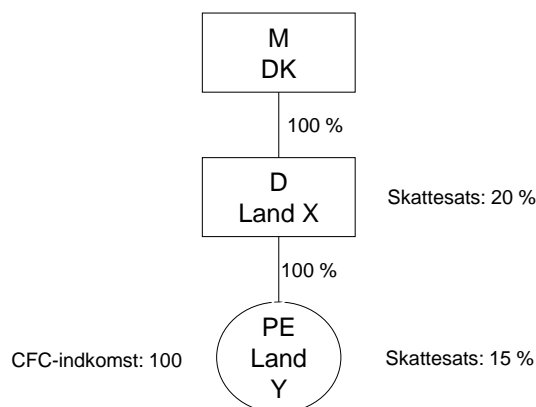 M
DK
100 %
D
Land X
Skattesats: 20 %
100 %
PE
Land
Y
CFC-indkomst: 100
Skattesats: 15 %